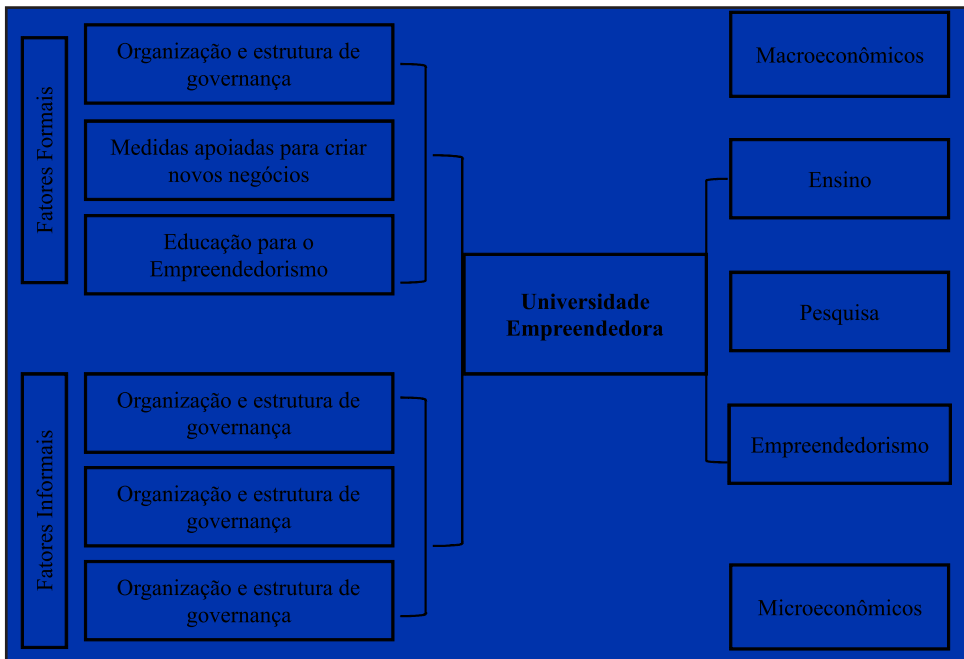 Fatores Formais
Organização e estrutura de
governança
Medidas apoiadas para criar
novos negócios
Educação para o
Empreendedorismo
Fatores Informais
Organização e estrutura de
governança
Organização e estrutura de
governança
Organização e estrutura de
governança
Universidade
Empreendedora
Macroeconômicos
Ensino
Pesquisa
Empreendedorismo
Microeconômicos